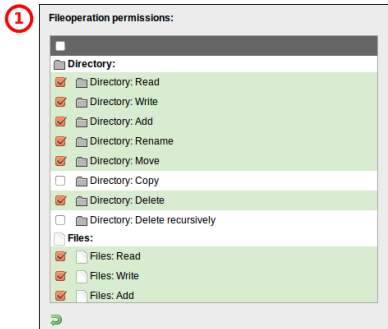 1
Fileoperation permissions:
Directory:
Directory: Read
Directory: Write
Directory: Add
Directory: Rename
Directory: Move
Directory: Copy
Directory: Delete
Directory: Delete recursively
Files:
Files: Read
Files: Write
Files: Add